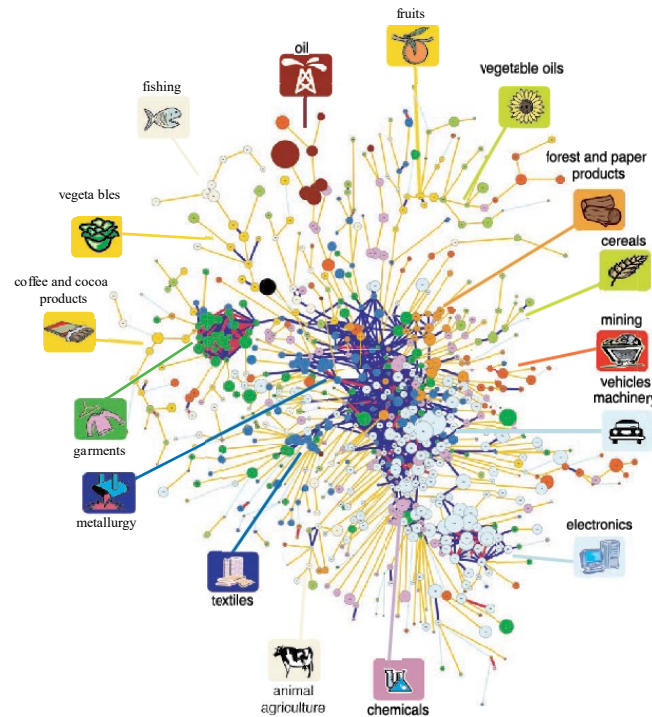 fruits
oil
vegetable oils
fishing
forest and paper
products
vegeta bles
cereals
coffee and cocoa
products
mining
vehicles
machinery
garments
metallurgy
electronics
textiles
animal
agriculture
chemicals